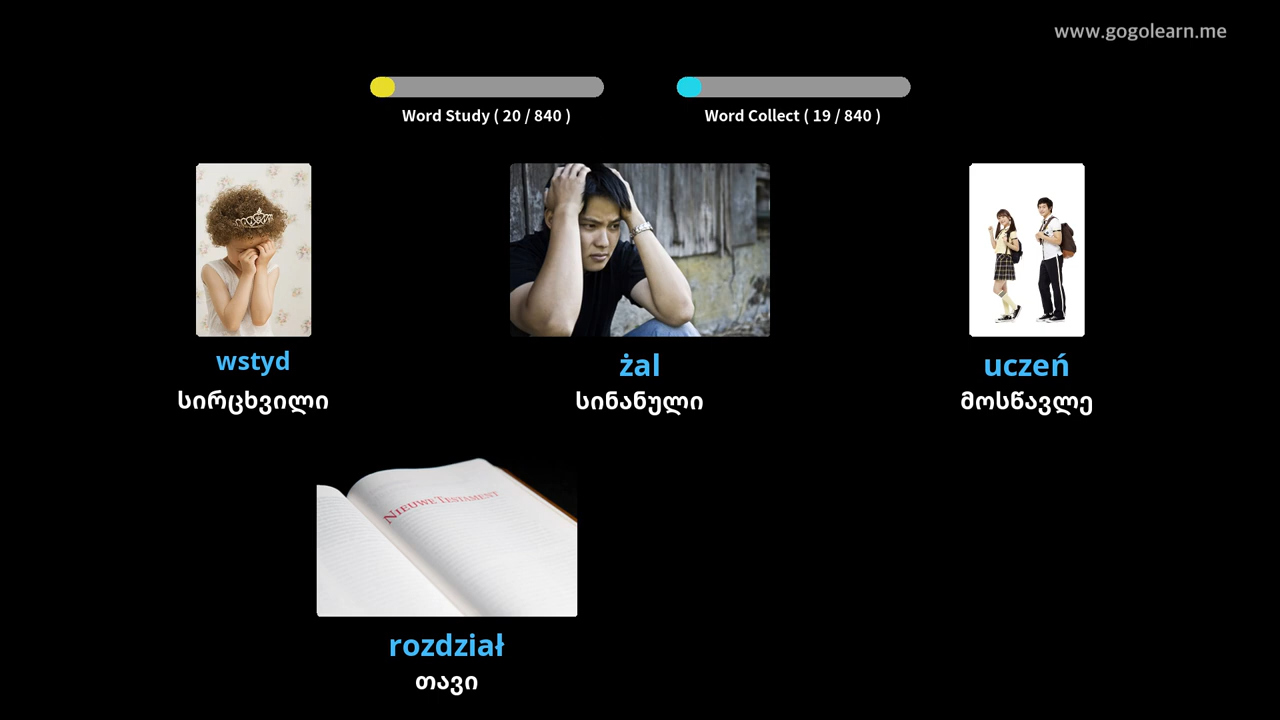 www.gogolearn.me
Word Study ( 20 / 840 )
Word Collect ( 19 / 840 )
wstyd
სირცხვილი
żal
სინანული
uczeń
მოსწავლე
NIEUWE TESTAMENT
rozdział
თავი